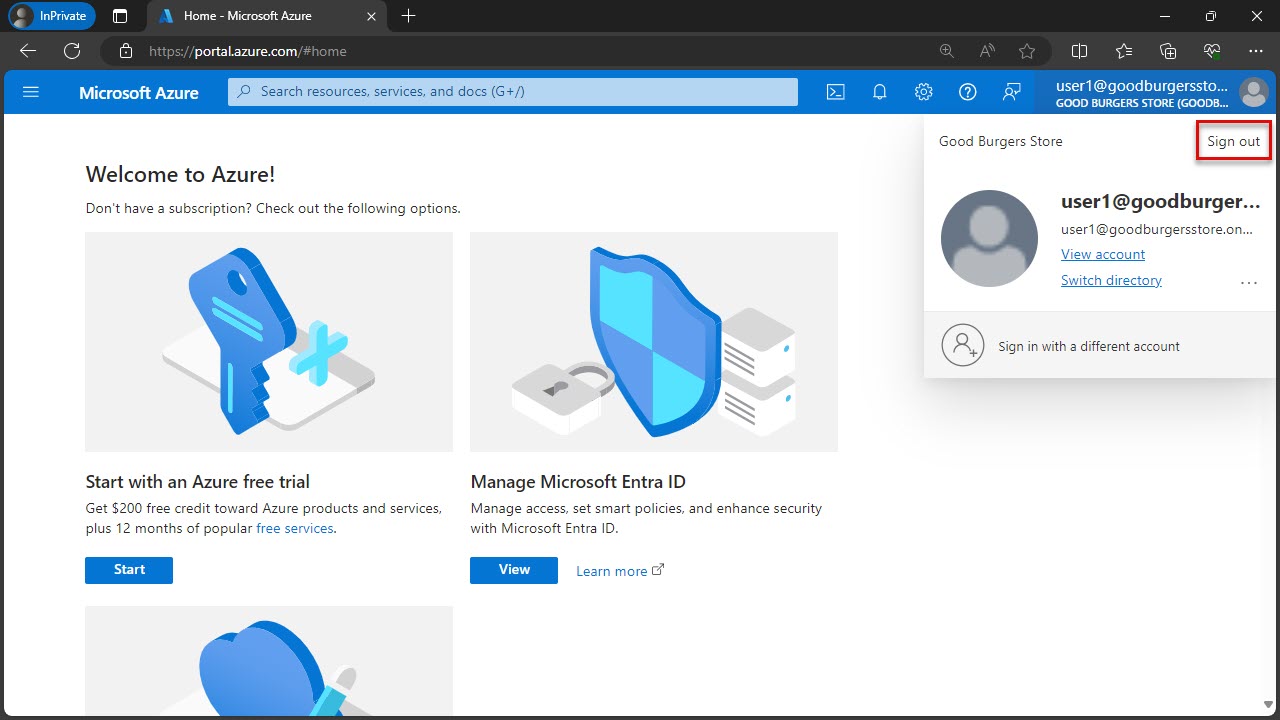 InPrivate
Home - Microsoft Azure
https://portal.azure.com/#home
Microsoft Azure
Search resources, services, and docs (G+/)
user1@goodburgerssto...
GOOD BURGERS STORE (GOODB...
Good Burgers Store
Sign out
user1@goodburger...
user1@goodburgersstore.on...
View account
Switch directory
Sign in with a different account
Welcome to Azure!
Don't have a subscription? Check out the following options.
Start with an Azure free trial
Get $200 free credit toward Azure products and services,
plus 12 months of popular free services.
Start
Manage Microsoft Entra ID
Manage access, set smart policies, and enhance security
with Microsoft Entra ID.
View
Learn more